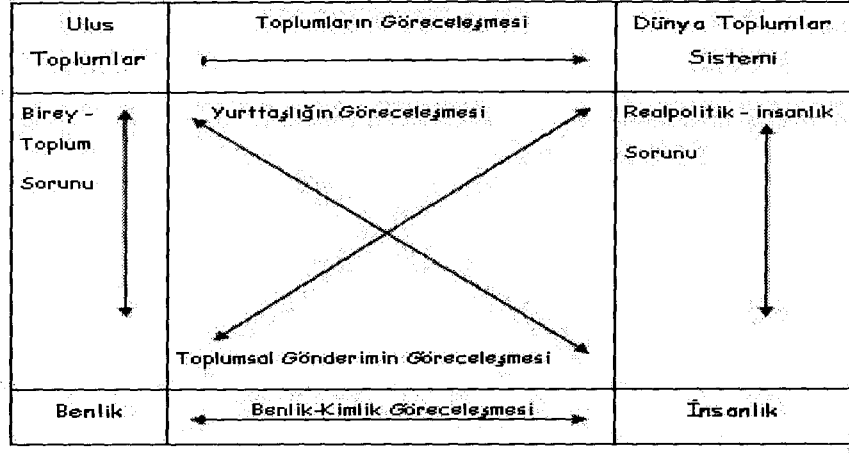 Ulus
Toplumlar
Toplumların Göreceleşmesi
Dünya Toplumlar
Sistemi
Birey -
Toplum
Sorunu
Yurttaşlığın Göreceleşmesi
Realpolitik - insanlık
Sorunu
Toplumsal Gönderimin Göreceleşmesi
Benlik
Benlik-Kimlik Göreceleşmesi
İnsanlık